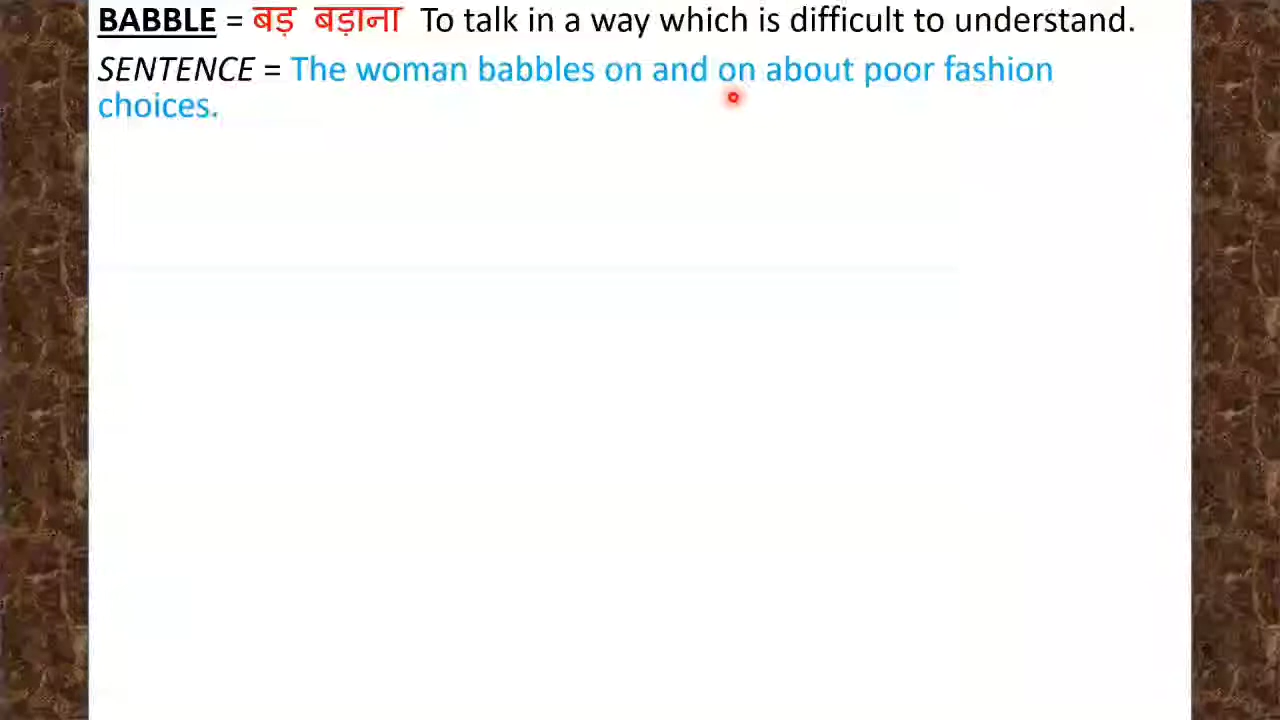 BABBLE = बड़ बड़ाना To talk in a way which is difficult to understand.
SENTENCE = The woman babbles on and on about poor fashion
choices.